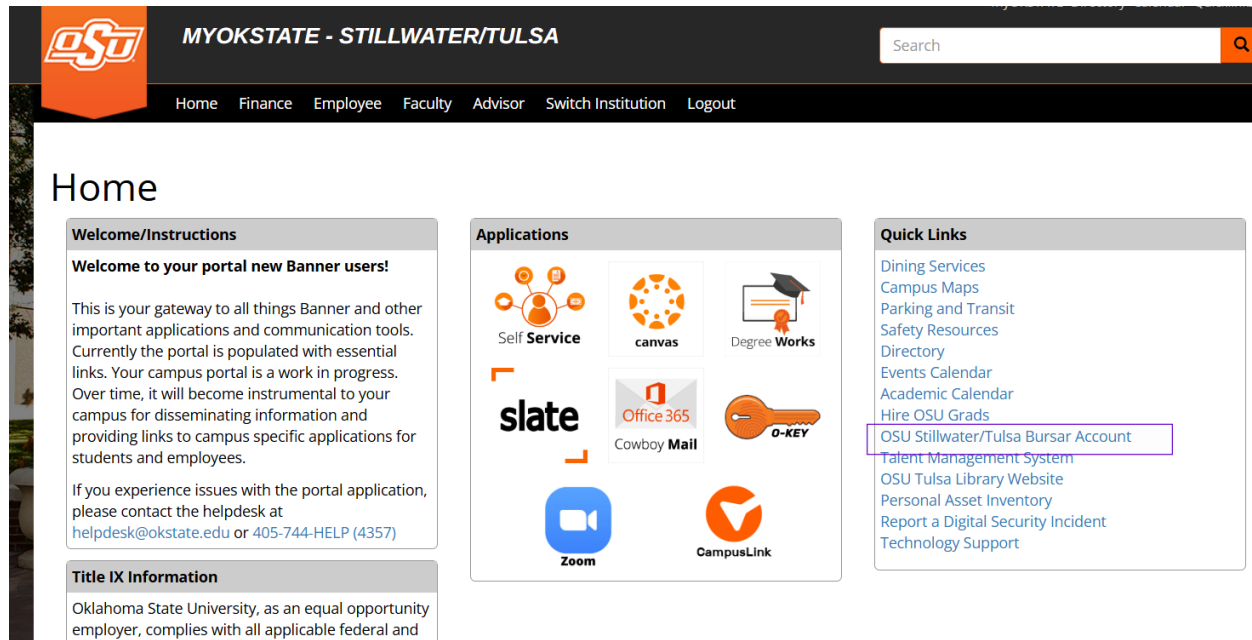 OSU
MYOKSTATE - STILLWATER/TULSA
Search
Home Finance Employee Faculty Advisor Switch Institution Logout
Home
Welcome/Instructions
Welcome to your portal new Banner users!
This is your gateway to all things Banner and other
important applications and communication tools.
Currently the portal is populated with essential
links. Your campus portal is a work in progress.
Over time, it will become instrumental to your
campus for disseminating information and
providing links to campus specific applications for
students and employees.
If you experience issues with the portal application,
please contact the helpdesk at
helpdesk@okstate.edu or 405-744-HELP (4357)
Title IX Information
Oklahoma State University, as an equal opportunity
employer, complies with all applicable federal and
Applications
Self Service
canvas
Degree Works
slate
Office 365
Cowboy Mail
O-KEY
Zoom
CampusLink
Quick Links
Dining Services
Campus Maps
Parking and Transit
Safety Resources
Directory
Events Calendar
Academic Calendar
Hire OSU Grads
OSU Stillwater/Tulsa Bursar Account
Talent Management System
OSU Tulsa Library Website
Personal Asset Inventory
Report a Digital Security Incident
Technology Support